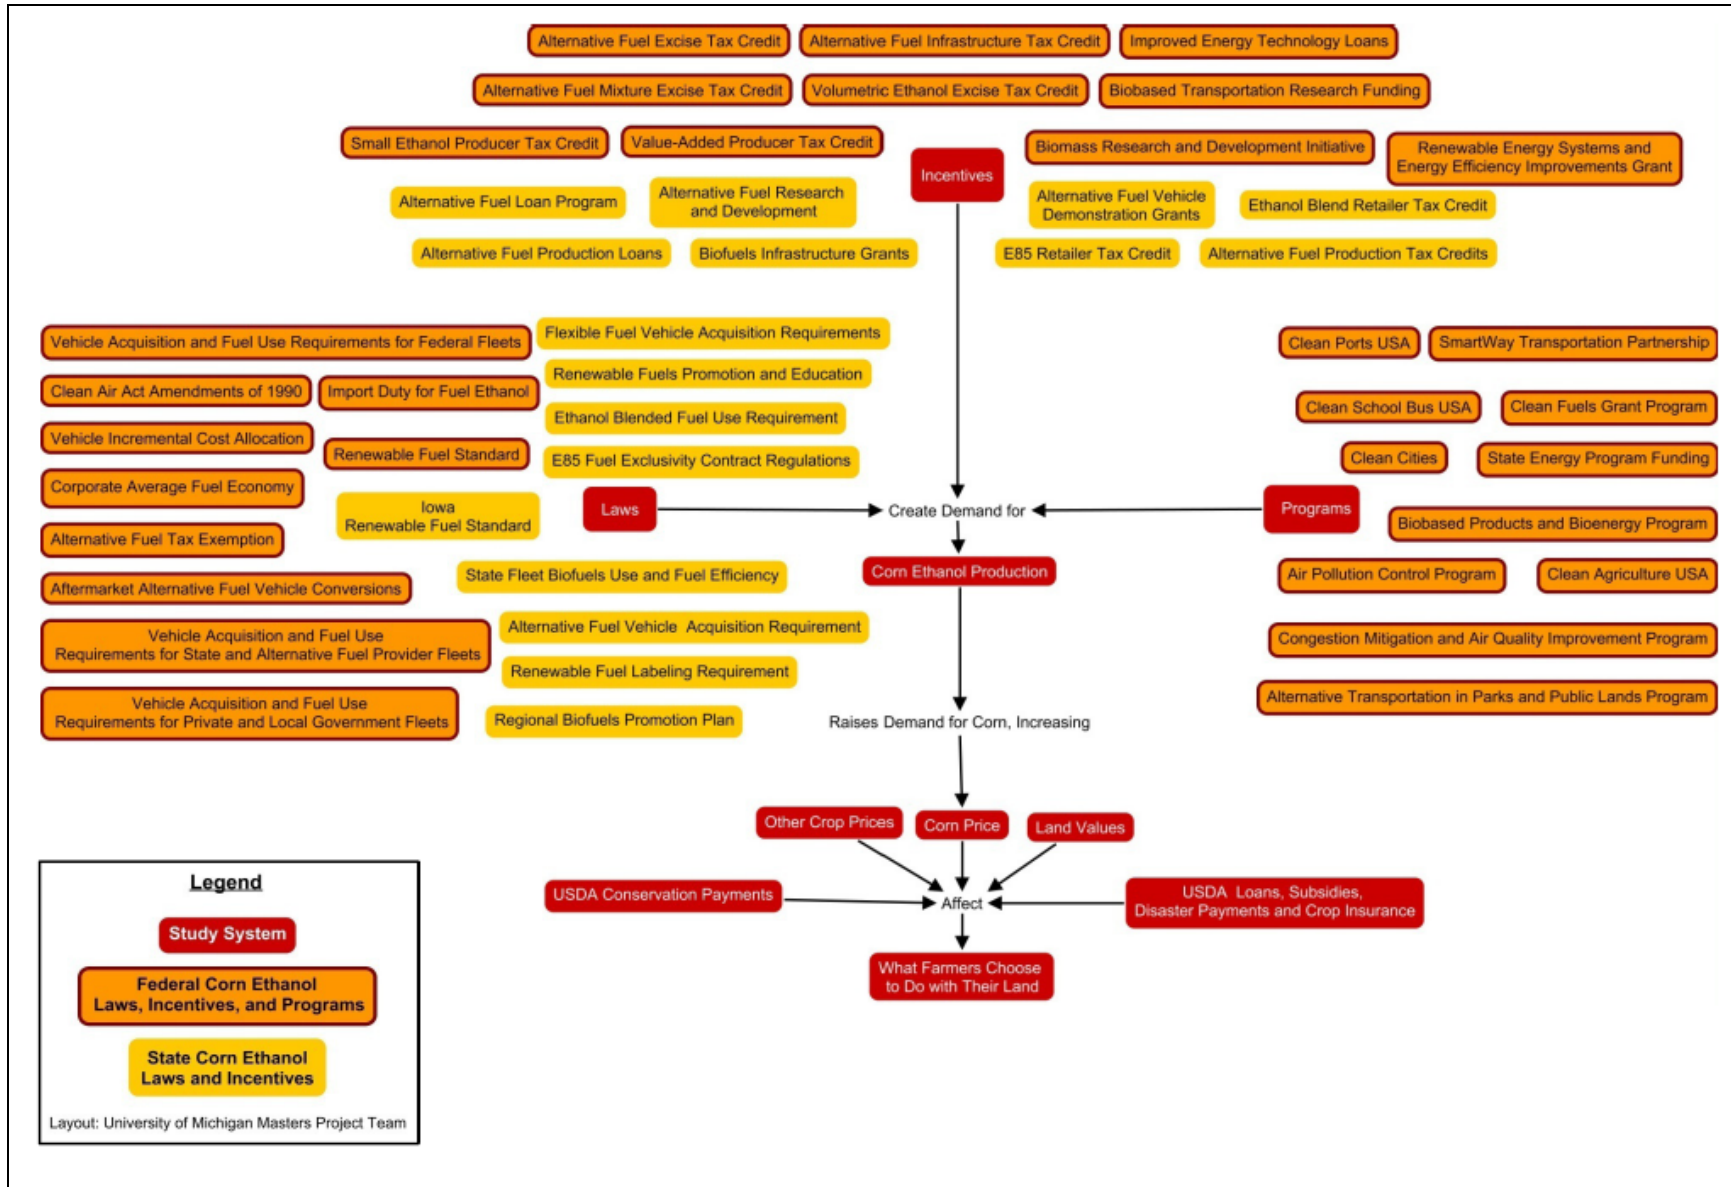 Alternative Fuel Excise Tax Credit
Alternative Fuel Infrastructure Tax Credit
Improved Energy Technology Loans
Alternative Fuel Mixture Excise Tax Credit
Volumetric Ethanol Excise Tax Credit
Biobased Transportation Research Funding
Small Ethanol Producer Tax Credit
Value-Added Producer Tax Credit
Incentives
Biomass Research and Development Initiative
Renewable Energy Systems and
Energy Efficiency Improvements Grant
Alternative Fuel Loan Program
Alternative Fuel Research
and Development
Alternative Fuel Vehicle
Demonstration Grants
Ethanol Blend Retailer Tax Credit
Alternative Fuel Production Loans
Biofuels Infrastructure Grants
E85 Retailer Tax Credit
Alternative Fuel Production Tax Credits
Vehicle Acquisition and Fuel Use Requirements for Federal Fleets
Flexible Fuel Vehicle Acquisition Requirements
Clean Air Act Amendments of 1990
Import Duty for Fuel Ethanol
Renewable Fuels Promotion and Education
Ethanol Blended Fuel Use Requirement
Vehicle Incremental Cost Allocation
Renewable Fuel Standard
E85 Fuel Exclusivity Contract Regulations
Corporate Average Fuel Economy
Iowa
Renewable Fuel Standard
Laws
Alternative Fuel Tax Exemption
Aftermarket Alternative Fuel Vehicle Conversions
State Fleet Biofuels Use and Fuel Efficiency
Vehicle Acquisition and Fuel Use
Requirements for State and Alternative Fuel Provider Fleets
Alternative Fuel Vehicle Acquisition Requirement
Renewable Fuel Labeling Requirement
Vehicle Acquisition and Fuel Use
Requirements for Private and Local Government Fleets
Regional Biofuels Promotion Plan
Create Demand for
Corn Ethanol Production
Clean Ports USA
SmartWay Transportation Partnership
Clean School Bus USA
Clean Fuels Grant Program
Clean Cities
State Energy Program Funding
Programs
Biobased Products and Bioenergy Program
Air Pollution Control Program
Clean Agriculture USA
Congestion Mitigation and Air Quality Improvement Program
Alternative Transportation in Parks and Public Lands Program
Raises Demand for Corn, Increasing
Other Crop Prices
Corn Price
Land Values
USDA Conservation Payments
Affect
USDA Loans, Subsidies,
Disaster Payments and Crop Insurance
What Farmers Choose
to Do with Their Land
Legend
Study System
Federal Corn Ethanol
Laws, Incentives, and Programs
State Corn Ethanol
Laws and Incentives
Layout: University of Michigan Masters Project Team